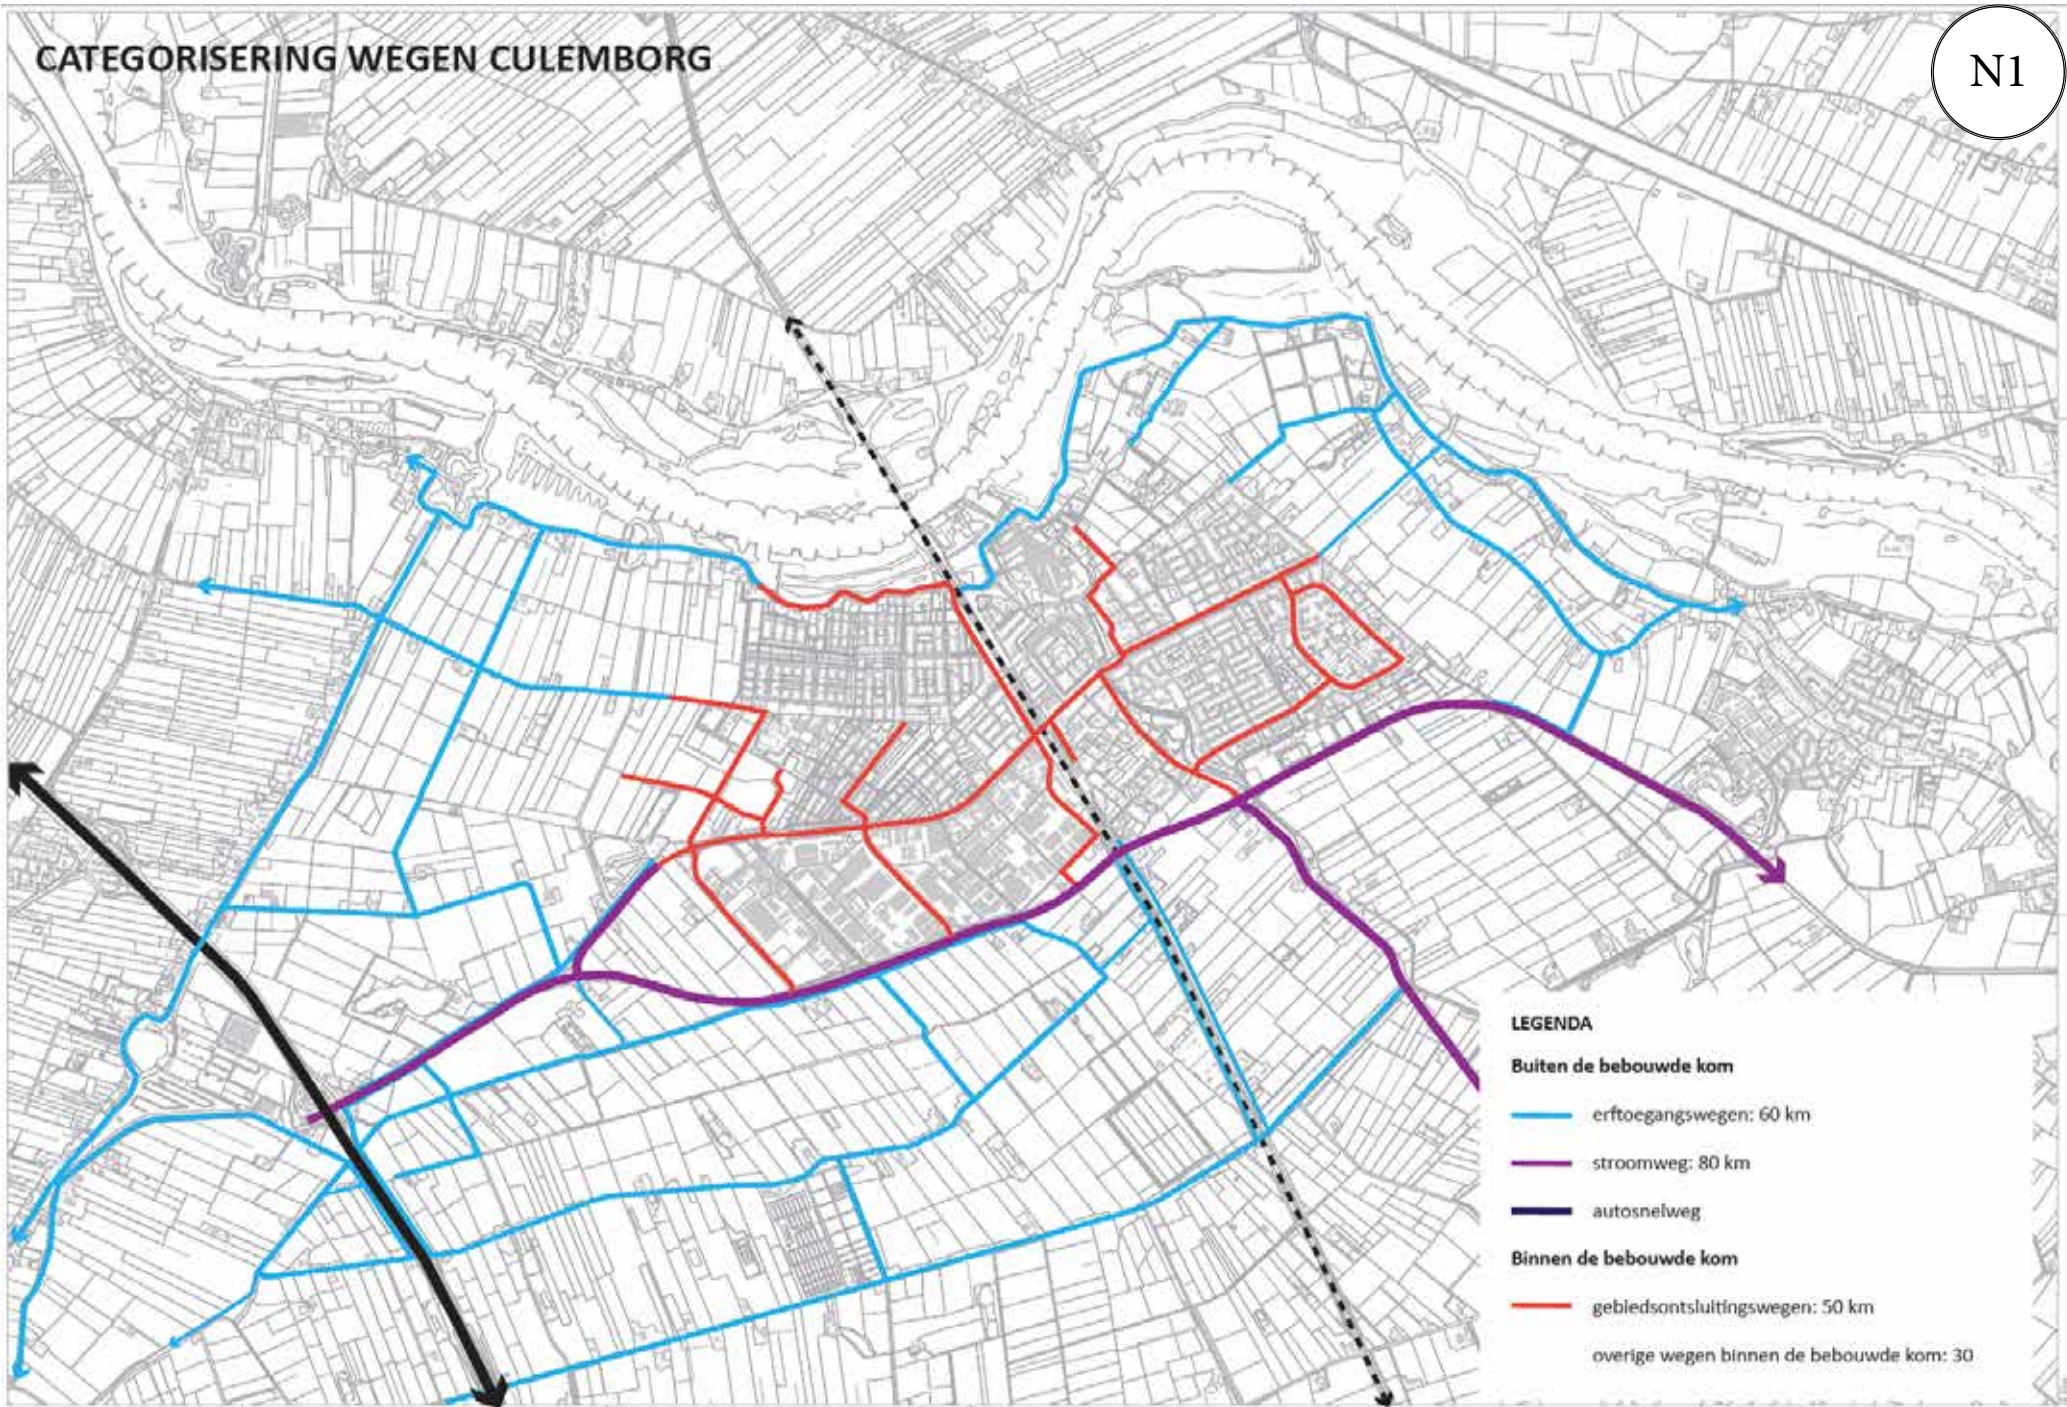 CATEGORISERING WEGEN CULEMBORG
N1
LEGENDA
Buiten de bebouwde kom
erftoegangswegen: 60 km
stroomweg: 80 km
autosnelweg
Binnen de bebouwde kom
gebiedsontsluitingswegen: 50 km
overige wegen binnen de bebouwde kom: 30